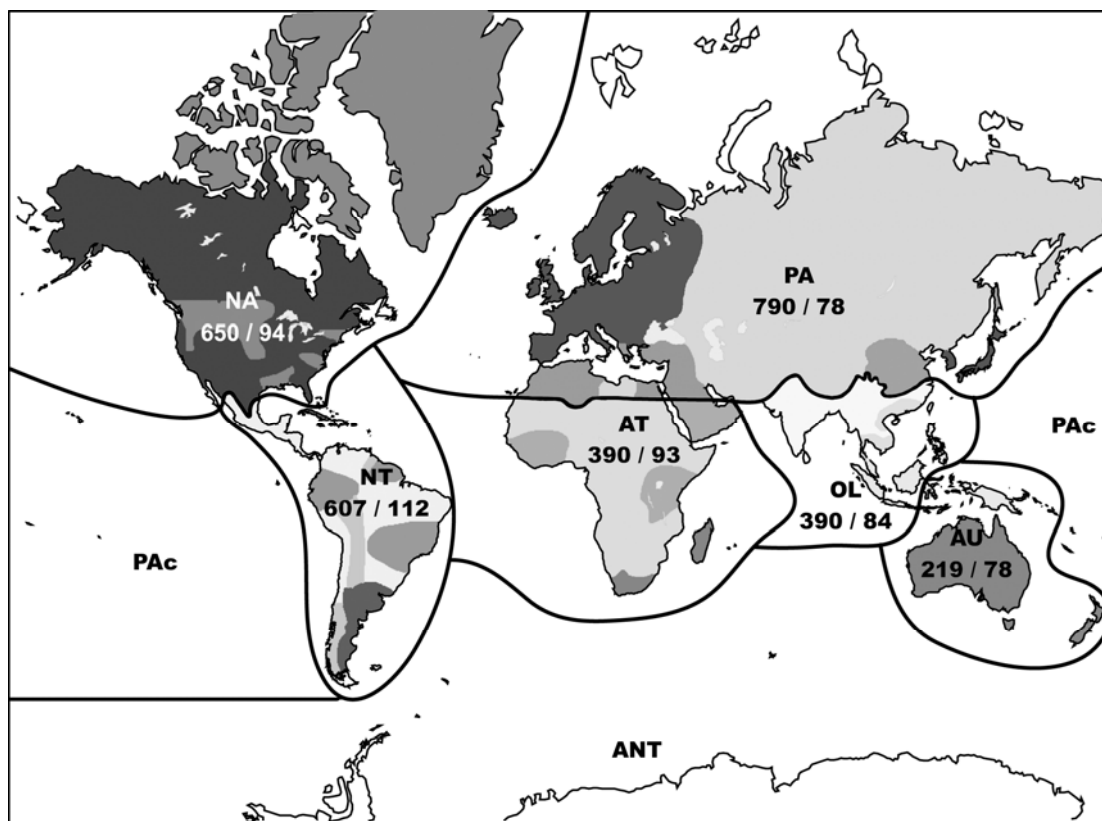 NA
650 / 94
PA
790 / 78
AT
390 / 93
PAc
NT
607 / 112
OL
390 / 84
PAc
AU
219 / 78
ANT